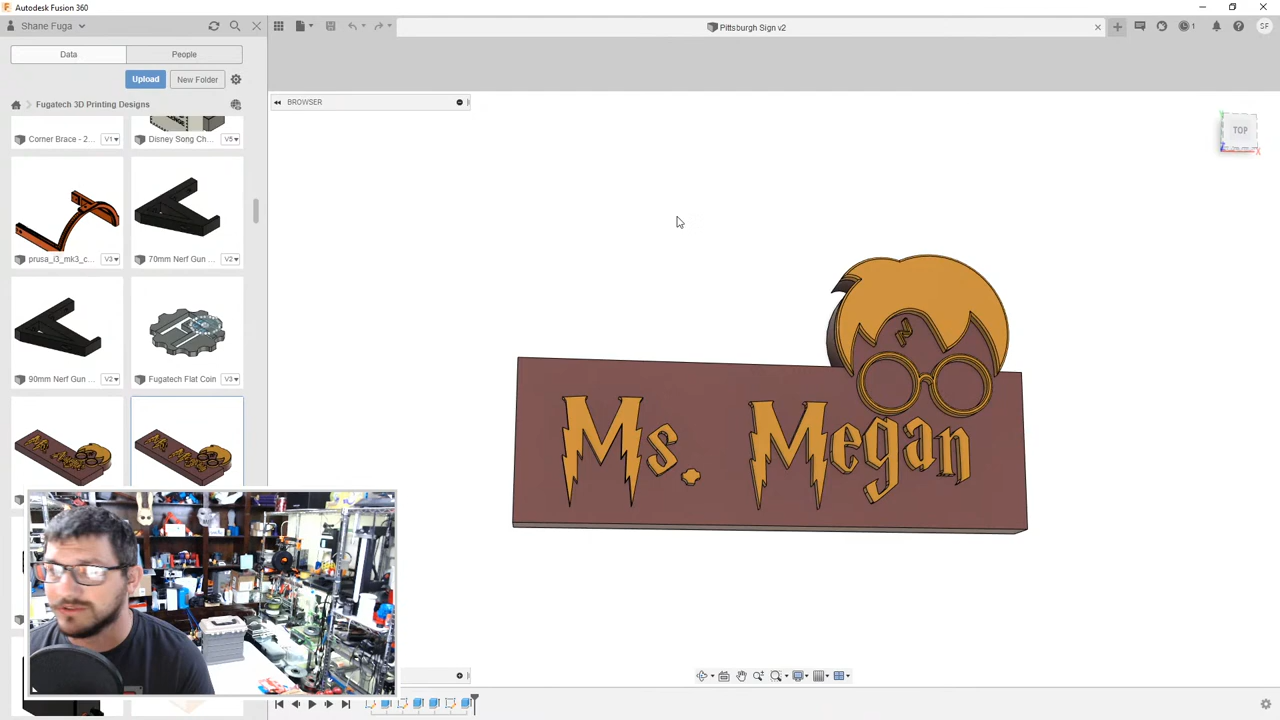 Autodesk Fusion 360
Shane Fuga
Pittsburgh Sign v2
1
SF
Data
People
Upload
New Folder
Fugatech 3D Printing Designs
BROWSER
TOP
Corner Brace - 2...
V1
Disney Song Ch...
V5
prusa_i3_mk3_c...
V3
70mm Nerf Gun ...
V2
90mm Nerf Gun ...
V2
Fugatech Flat Coin
V3
Ms. Megan